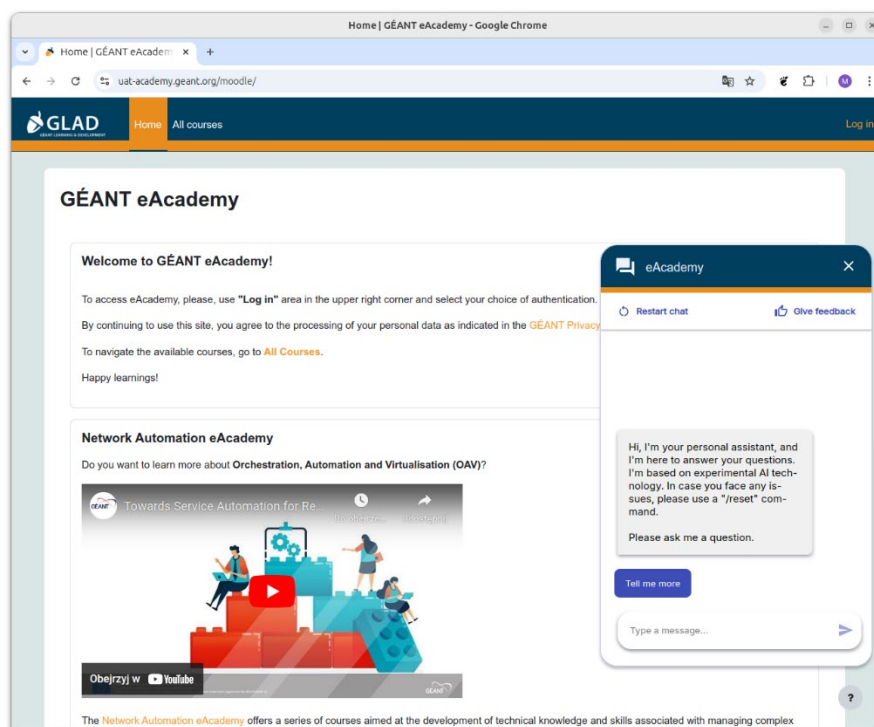 Home | GÉANT eAcademy - Google Chrome
Home | GÉANT eAcadem
uat-academy.geant.org/moodle/
M
GLAD
GÉANT LEARNING & DEVELOPMENT
Home
All courses
Log in
GÉANT eAcademy
Welcome to GÉANT eAcademy!
To access eAcademy, please, use "Log in" area in the upper right corner and select your choice of authentication.
By continuing to use this site, you agree to the processing of your personal data as indicated in the GÉANT Privacy
To navigate the available courses, go to All Courses.
Happy learnings!
Network Automation eAcademy
Do you want to learn more about Orchestration, Automation and Virtualisation (OAV)?
GÉANT
Towards Service Automation for Re...
Do obejrze...
Udostępnij
Obejrzyj w YouTube
GÉANT
The Network Automation eAcademy offers a series of courses aimed at the development of technical knowledge and skills associated with managing complex
eAcademy
Restart chat
Give feedback
Hi, I'm your personal assistant, and
I'm here to answer your questions.
I'm based on experimental AI tech-
nology. In case you face any is-
sues, please use a "/reset" com-
mand.
Please ask me a question.
Tell me more
Type a message...
?